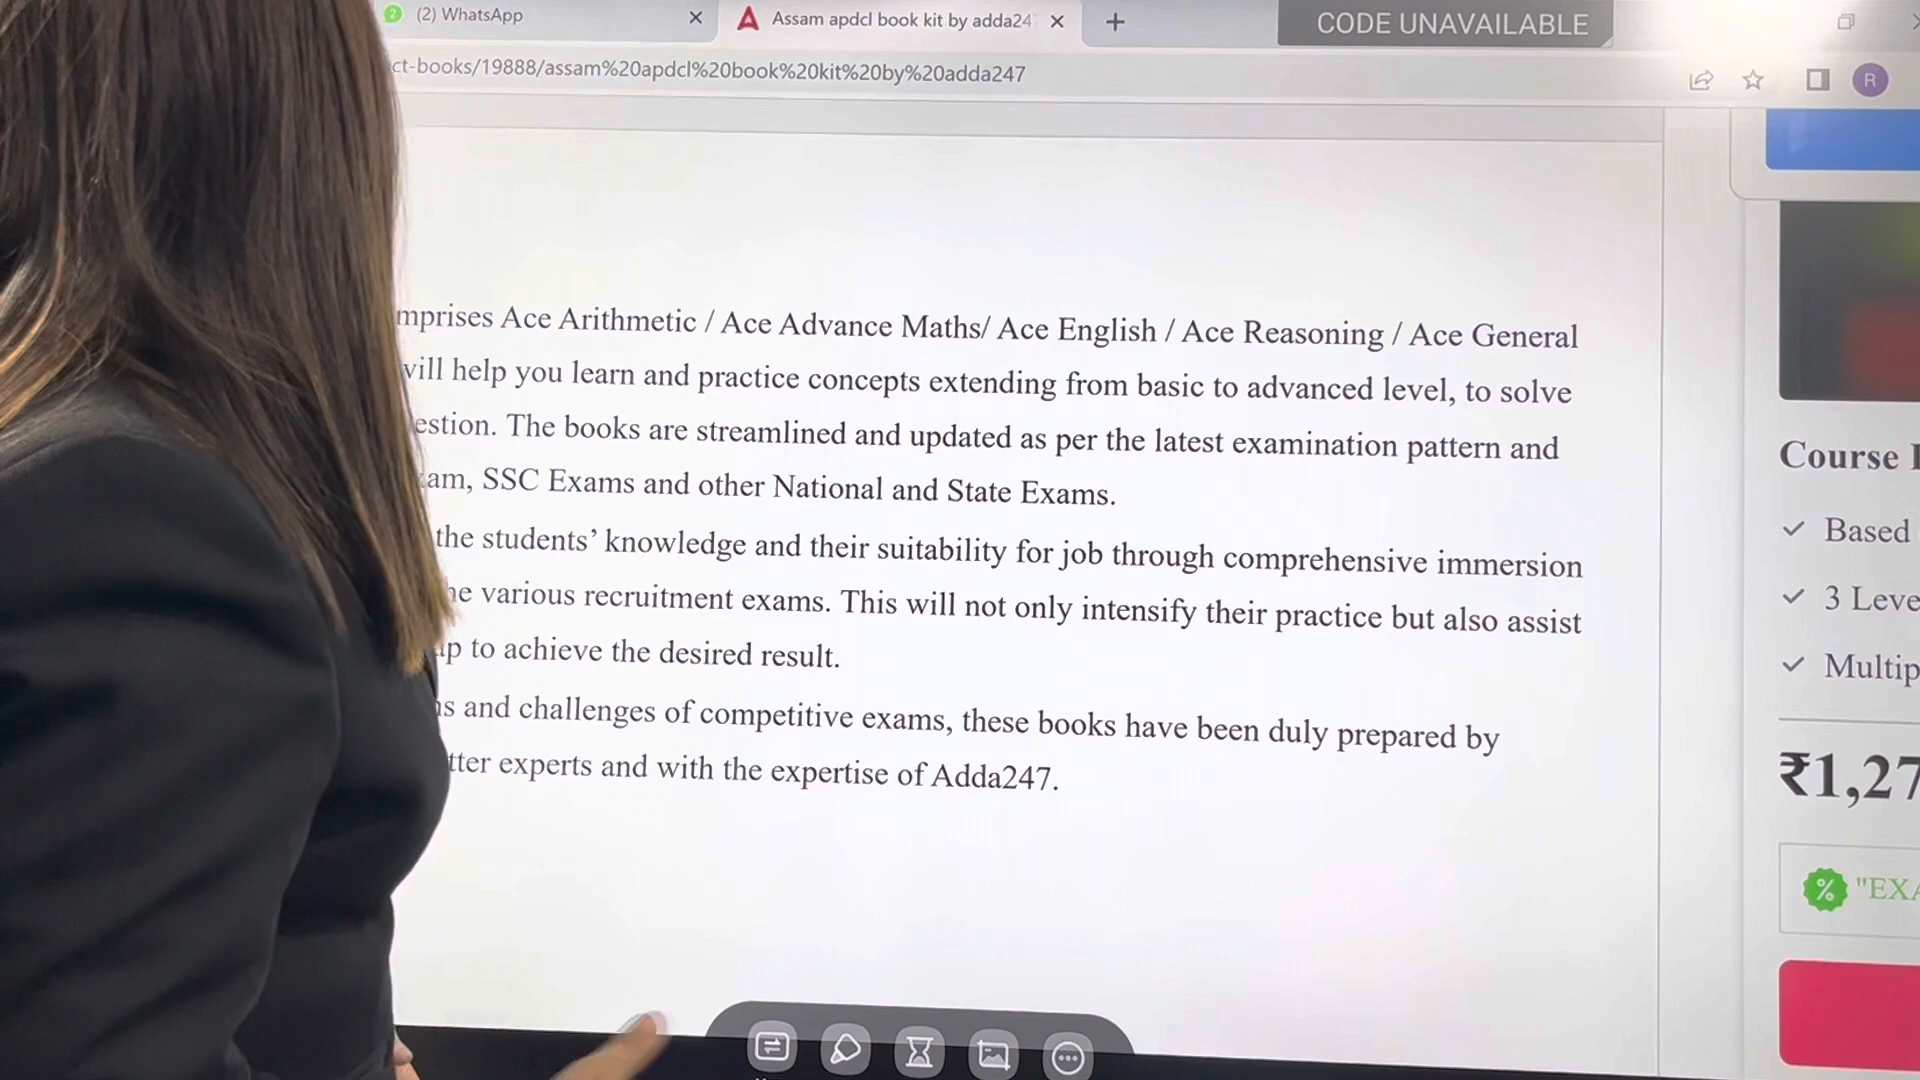 (2) WhatsApp
Assam apdcl book kit by adda24
CODE UNAVAILABLE
ct-books/19888/assam%20apdcl%20book%20kit%20by%20adda247
R
mprises Ace Arithmetic / Ace Advance Maths/ Ace English / Ace Reasoning / Ace General
will help you learn and practice concepts extending from basic to advanced level, to solve
estion. The books are streamlined and updated as per the latest examination pattern and
am, SSC Exams and other National and State Exams.
the students’ knowledge and their suitability for job through comprehensive immersion
he various recruitment exams. This will not only intensify their practice but also assist
up to achieve the desired result.
s and challenges of competitive exams, these books have been duly prepared by
tter experts and with the expertise of Adda247.
Course
Based
3 Leve
Multip
₹1,27
"EXA